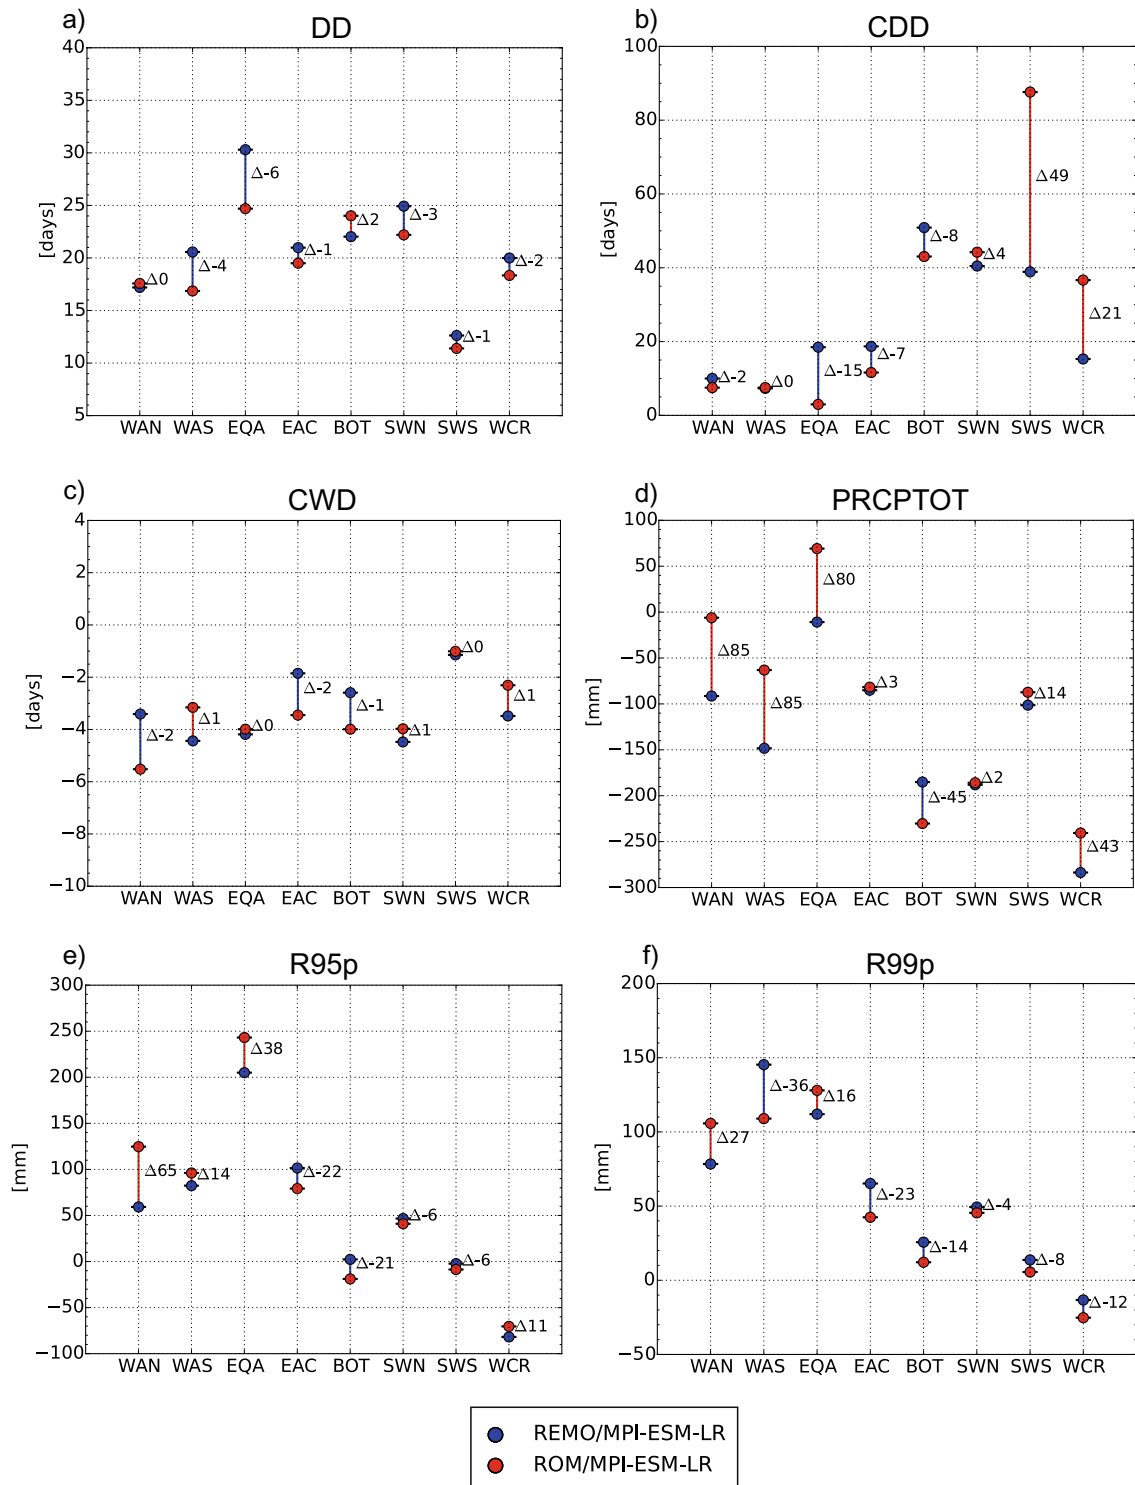 a) DD
40
35
30
25
20
15
10
5
[days]
Δ0
Δ-4
Δ-6
Δ-1
Δ2
Δ-3
Δ-1
Δ-2
WAN WAS EQA EAC BOT SWN SWS WCR
b) CDD
100
80
60
40
20
0
[days]
Δ-2
Δ0
Δ-15
Δ-7
Δ-8
Δ4
Δ49
Δ21
WAN WAS EQA EAC BOT SWN SWS WCR
c) CWD
4
2
0
−2
−4
−6
−8
−10
[days]
Δ-2
Δ1
Δ0
Δ-2
Δ-1
Δ1
Δ0
Δ1
WAN WAS EQA EAC BOT SWN SWS WCR
d) PRCPTOT
100
50
0
−50
−100
−150
−200
−250
−300
[mm]
Δ85
Δ85
Δ80
Δ3
Δ-45
Δ2
Δ14
Δ43
WAN WAS EQA EAC BOT SWN SWS WCR
e) R95p
300
250
200
150
100
50
0
−50
−100
[mm]
Δ65
Δ14
Δ38
Δ-22
Δ-21
Δ-6
Δ-6
Δ11
WAN WAS EQA EAC BOT SWN SWS WCR
f) R99p
200
150
100
50
0
−50
[mm]
Δ27
Δ-36
Δ16
Δ-23
Δ-14
Δ-4
Δ-8
Δ-12
WAN WAS EQA EAC BOT SWN SWS WCR
REMO/MPI-ESM-LR
ROM/MPI-ESM-LR